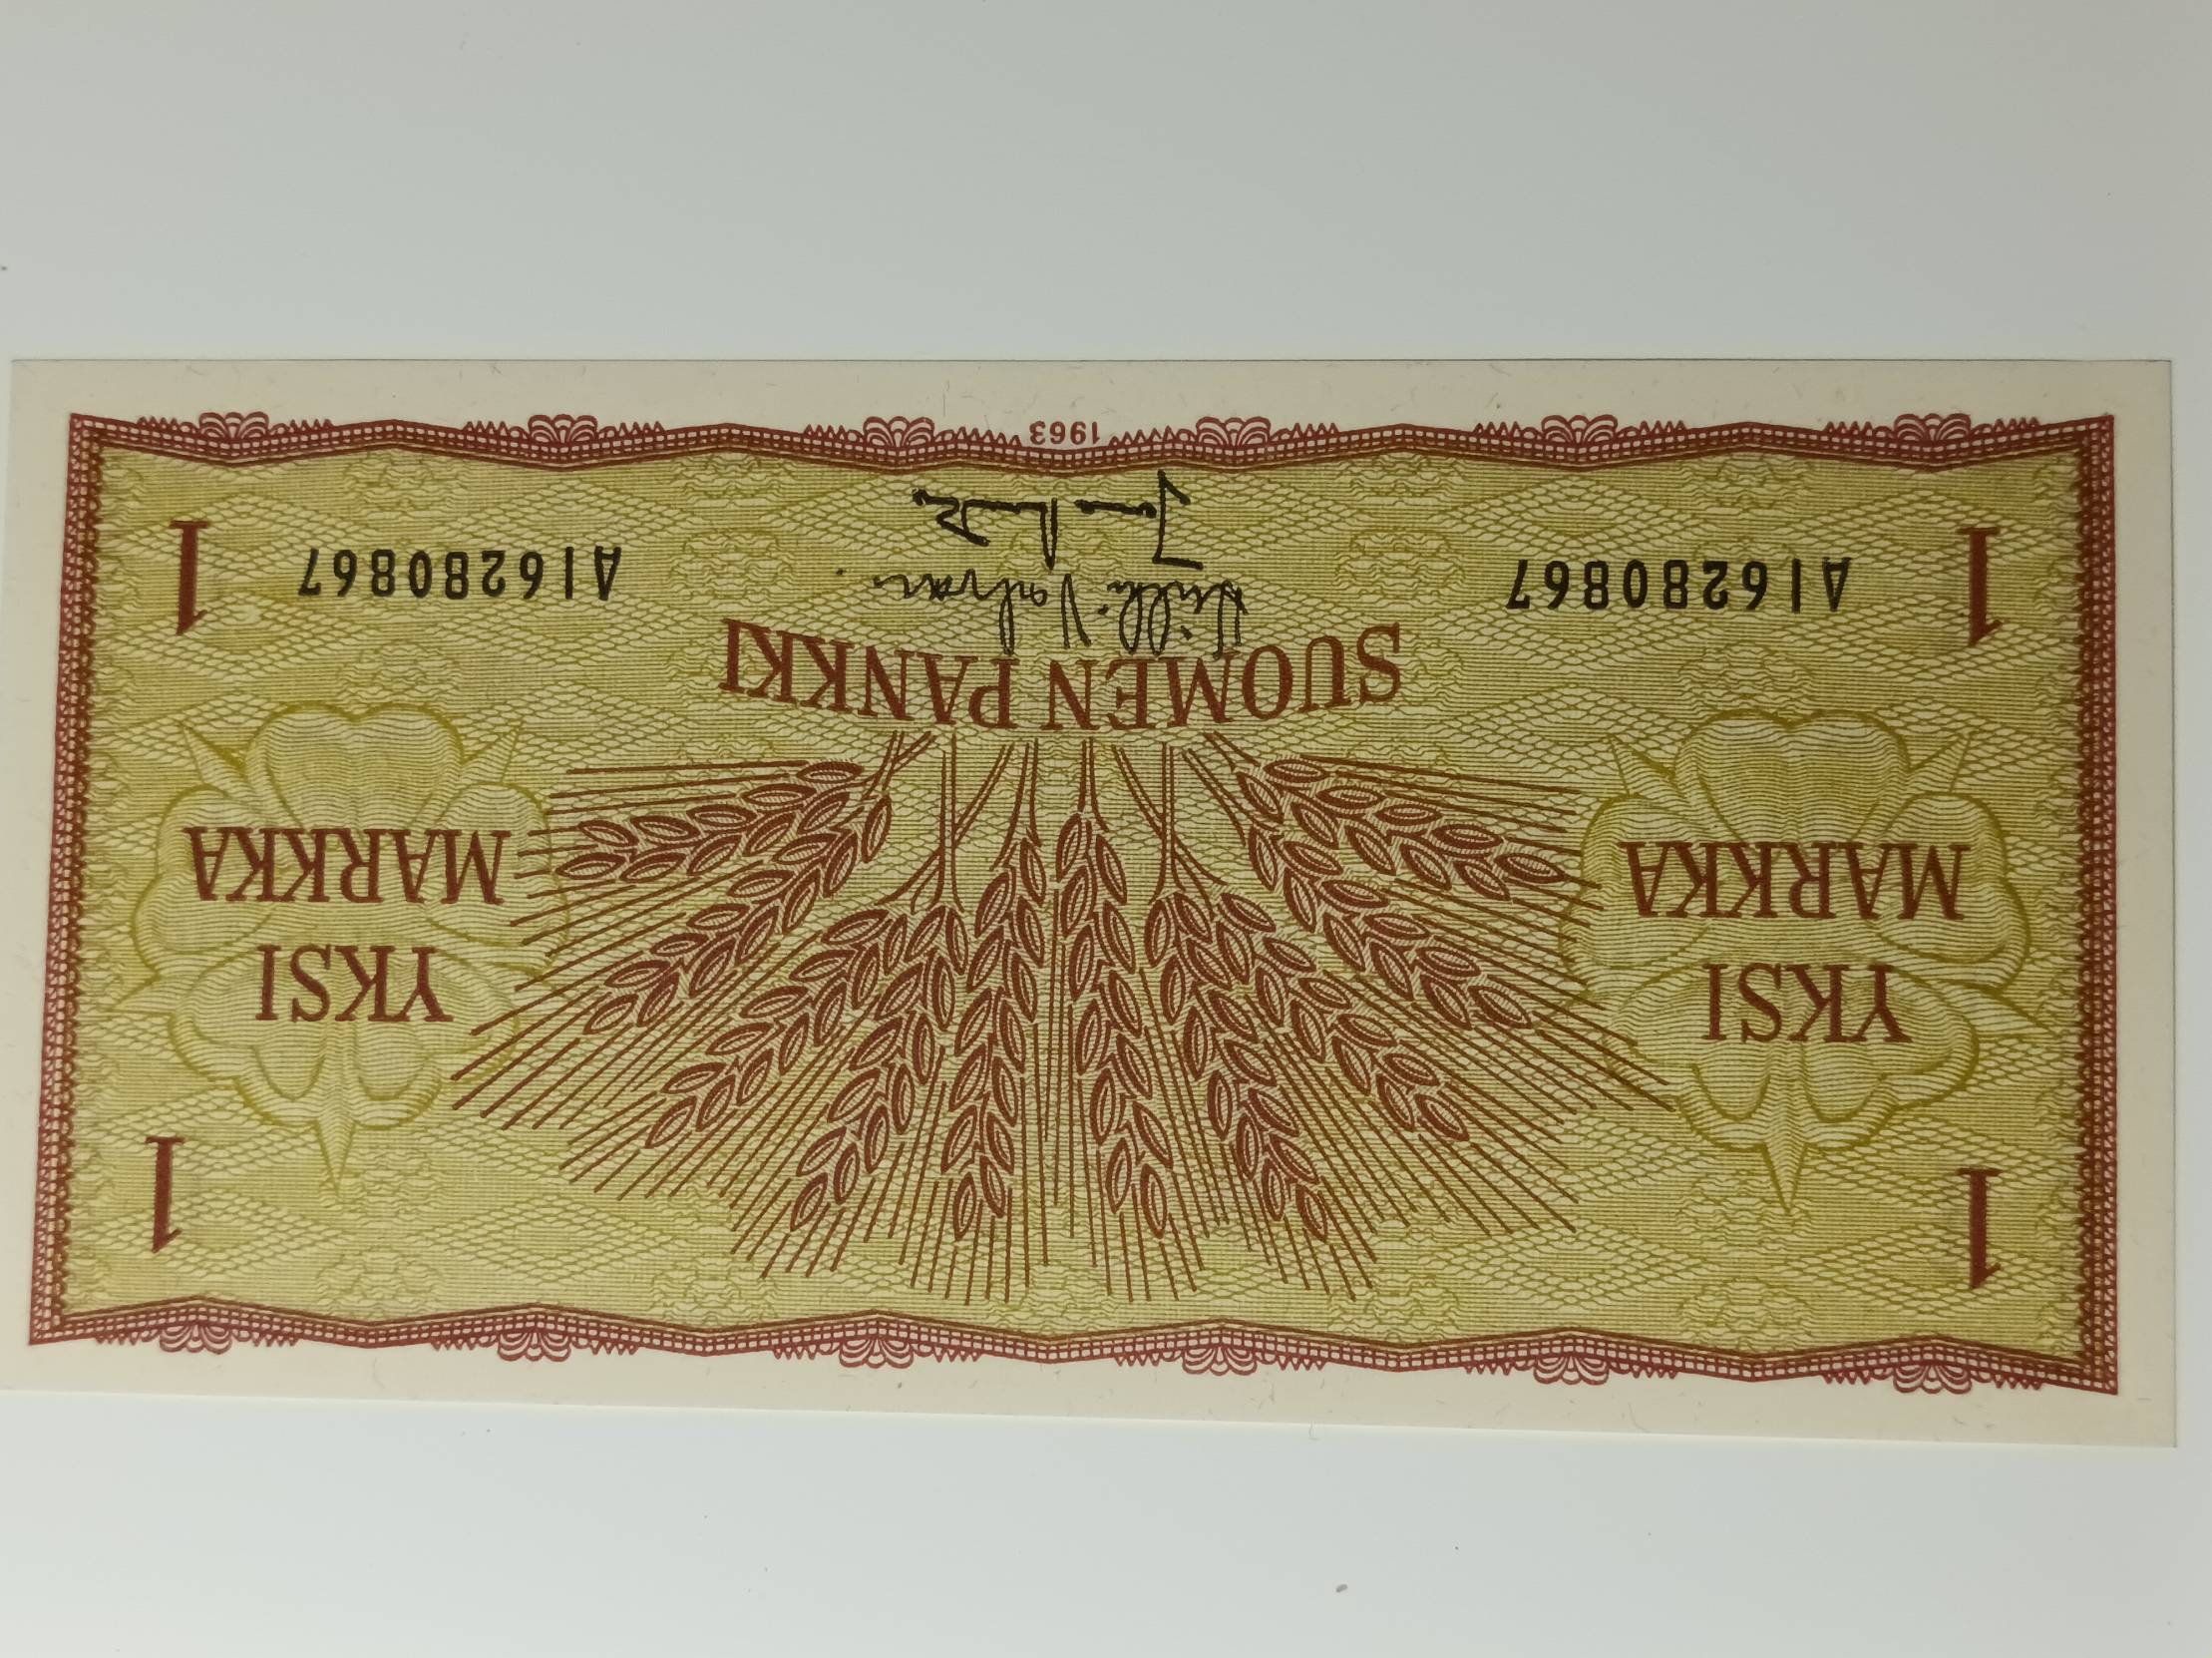 1 1
YKSI YKSI
MARKKA MARKKA
SUOMEN PANKKI
A16280867 A16280867
1 1
1963